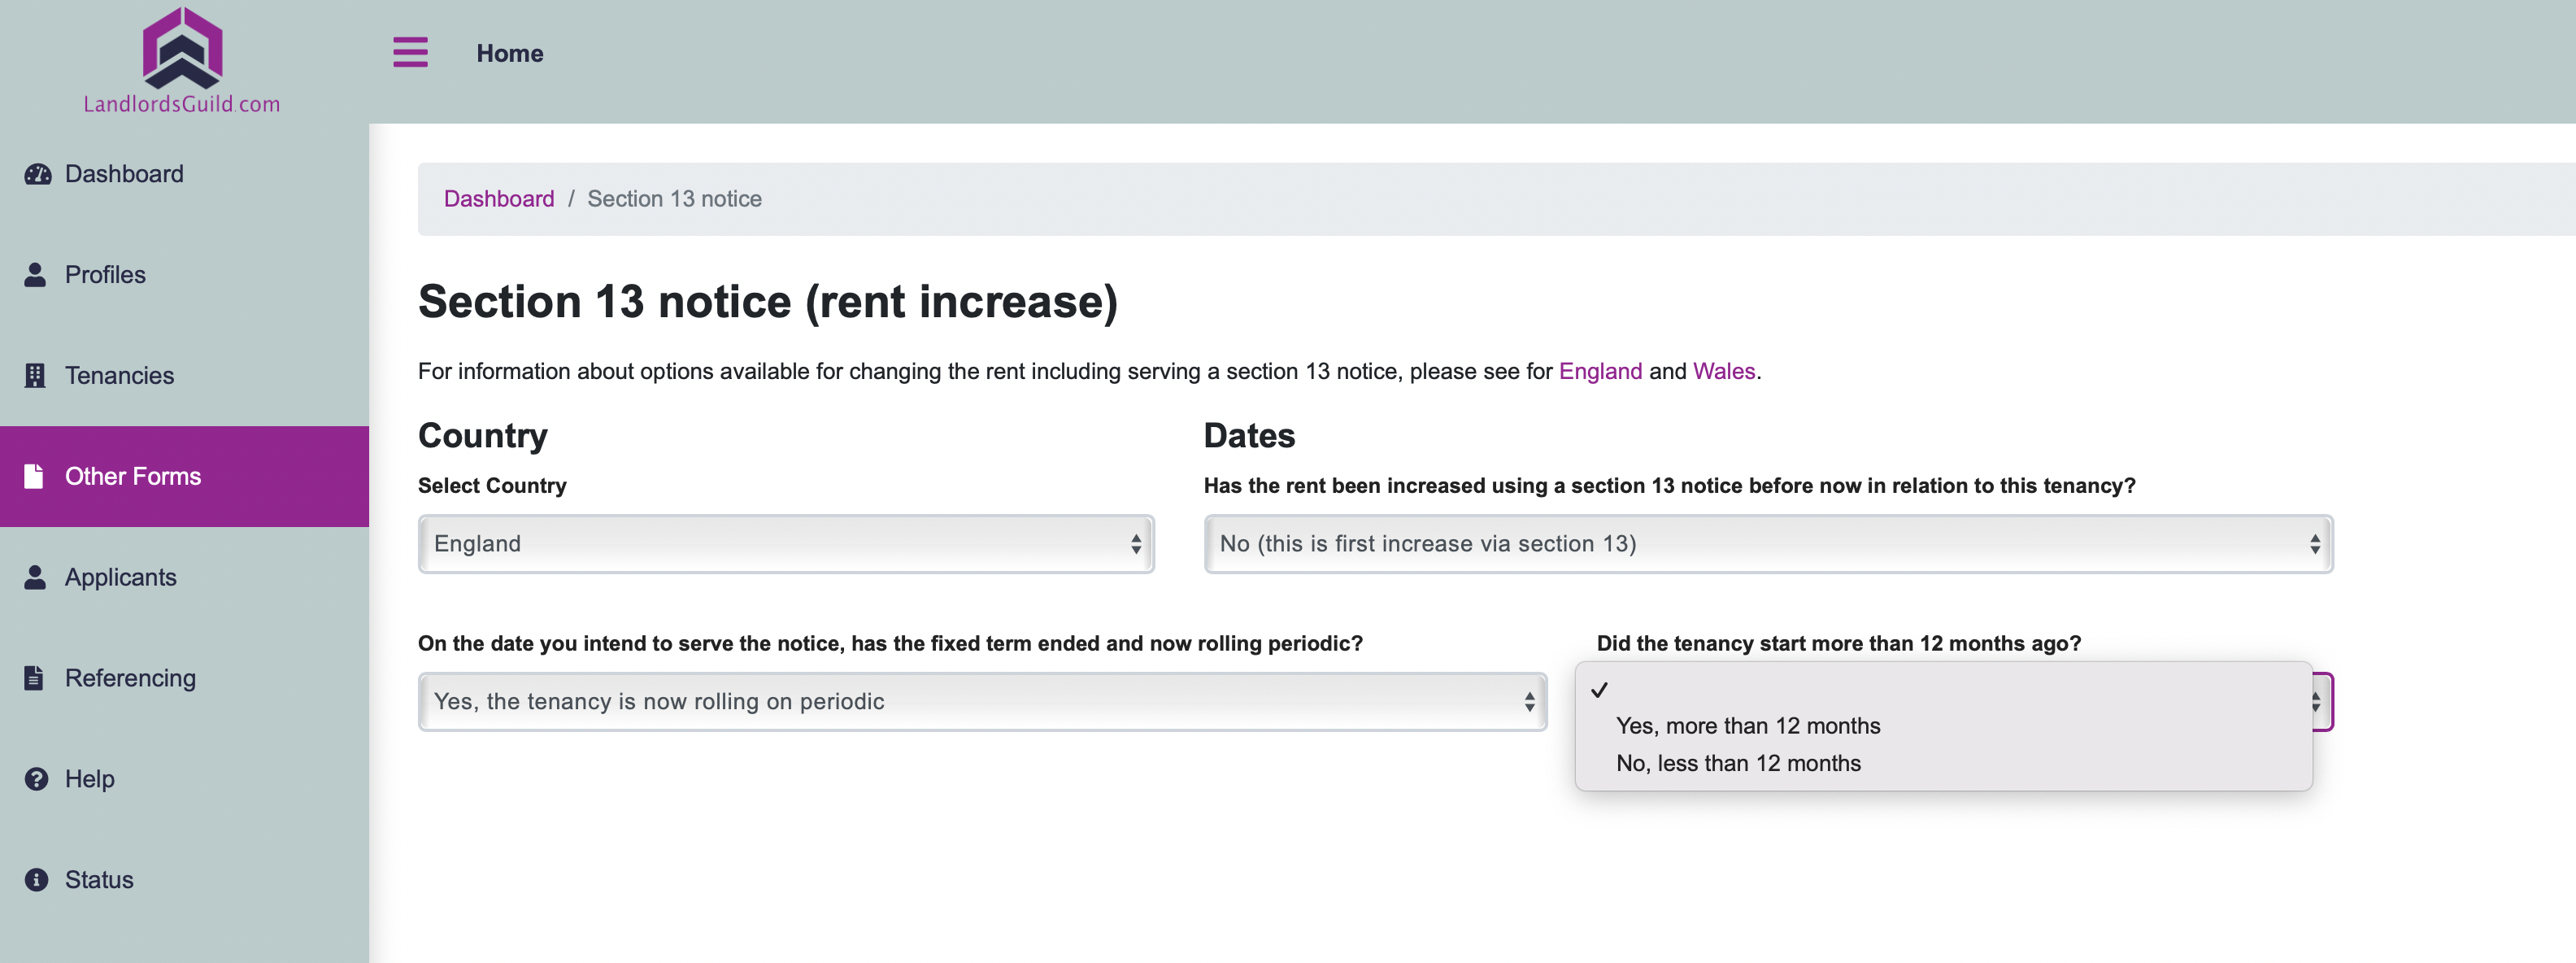 LandlordsGuild.com
Home
Dashboard
Profiles
Tenancies
Other Forms
Applicants
Referencing
Help
Status
Dashboard / Section 13 notice
Section 13 notice (rent increase)
For information about options available for changing the rent including serving a section 13 notice, please see for England and Wales.
Country
Select Country
England
Dates
Has the rent been increased using a section 13 notice before now in relation to this tenancy?
No (this is first increase via section 13)
On the date you intend to serve the notice, has the fixed term ended and now rolling periodic?
Yes, the tenancy is now rolling on periodic
Did the tenancy start more than 12 months ago?
Yes, more than 12 months
No, less than 12 months